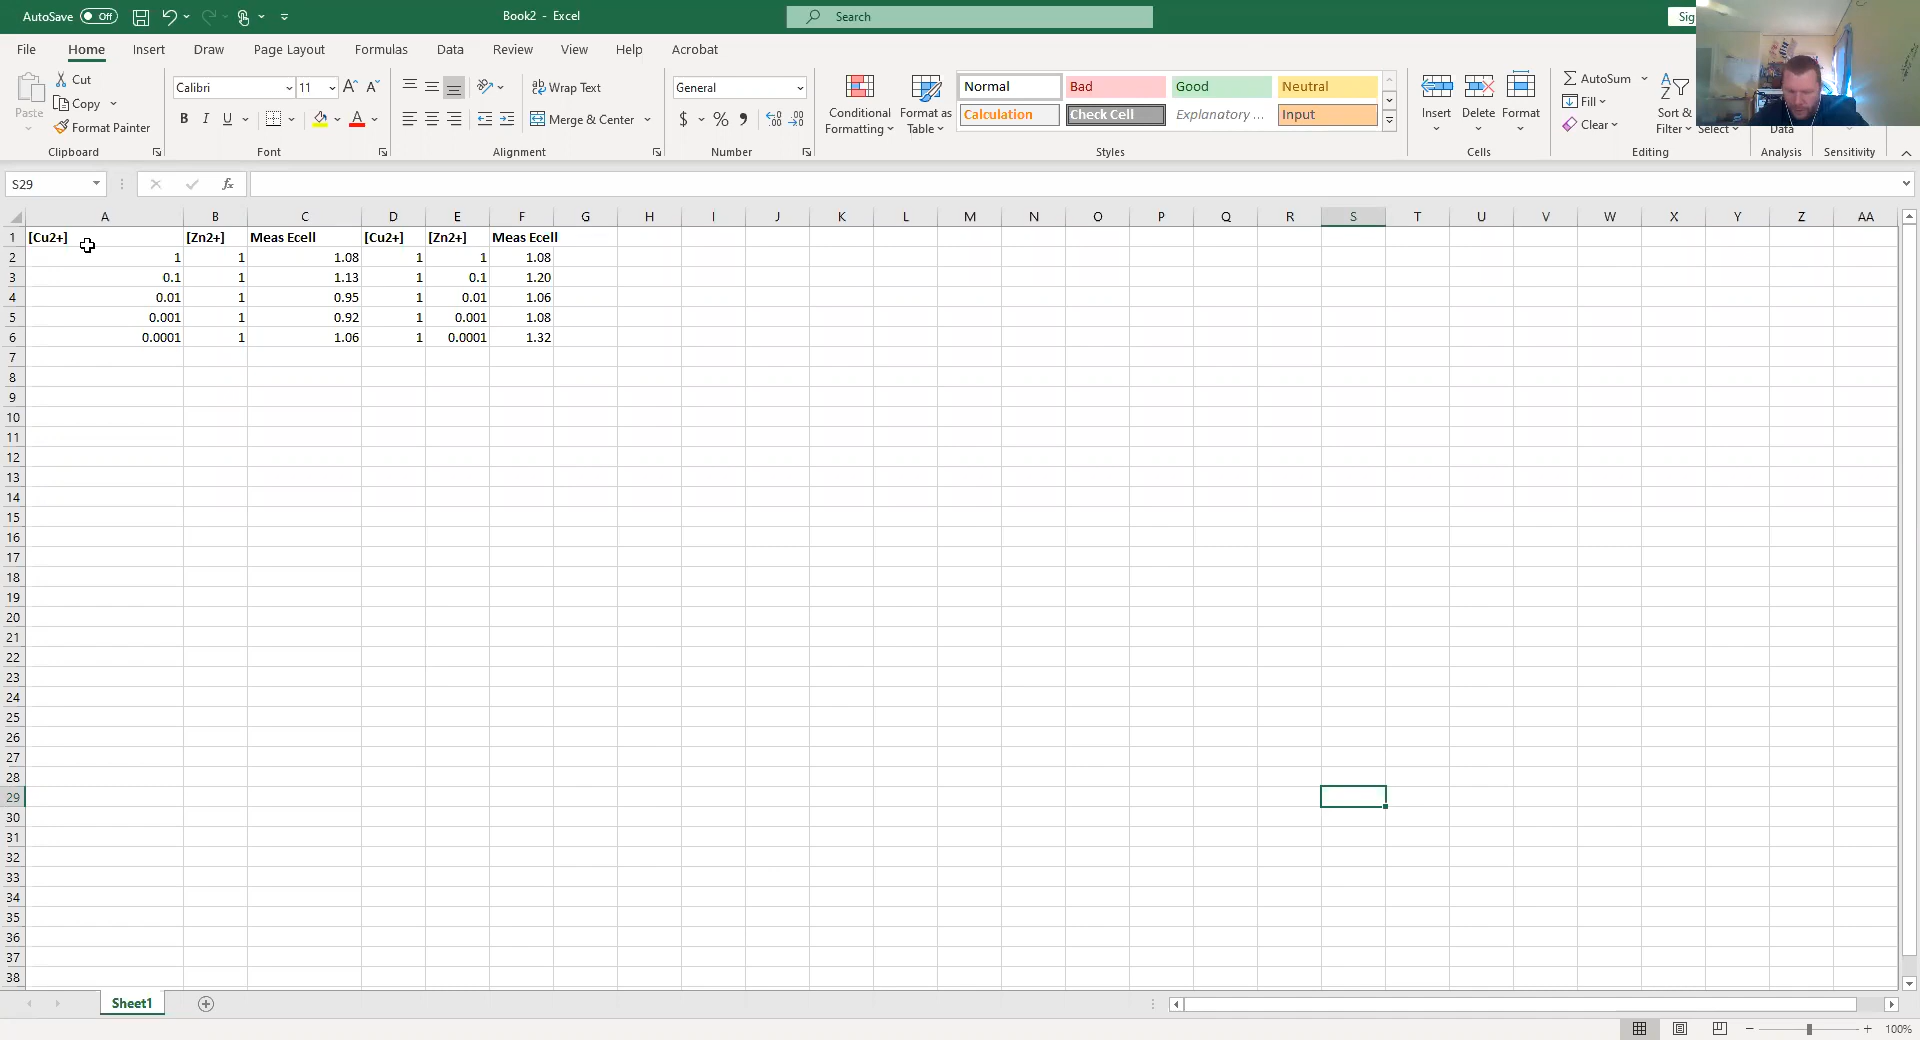 AutoSave Off
Book2 - Excel
Search
Sig
File Home Insert Draw Page Layout Formulas Data Review View Help Acrobat
Paste
Cut
Copy
Format Painter
Clipboard
Calibri 11
B I U
Font
Wrap Text
Merge & Center
Alignment
General
$ %
Number
Conditional Formatting
Format as Table
Normal Bad Good Neutral
Calculation Check Cell Explanatory ... Input
Styles
Insert Delete Format
Cells
AutoSum
Fill
Clear
Sort &
Filter
Select
Editing
Data
Analysis
Sensitivity
S29
fx
A B C D E F G H I J K L M N O P Q R S T U V W X Y Z AA
1 [Cu2+] [Zn2+] Meas Ecell [Cu2+] [Zn2+] Meas Ecell
2 1 1 1.08 1 1 1.08
3 0.1 1 1.13 1 0.1 1.20
4 0.01 1 0.95 1 0.01 1.06
5 0.001 1 0.92 1 0.001 1.08
6 0.0001 1 1.06 1 0.0001 1.32
7
8
9
10
11
12
13
14
15
16
17
18
19
20
21
22
23
24
25
26
27
28
29
30
31
32
33
34
35
36
37
38
Sheet1
100%